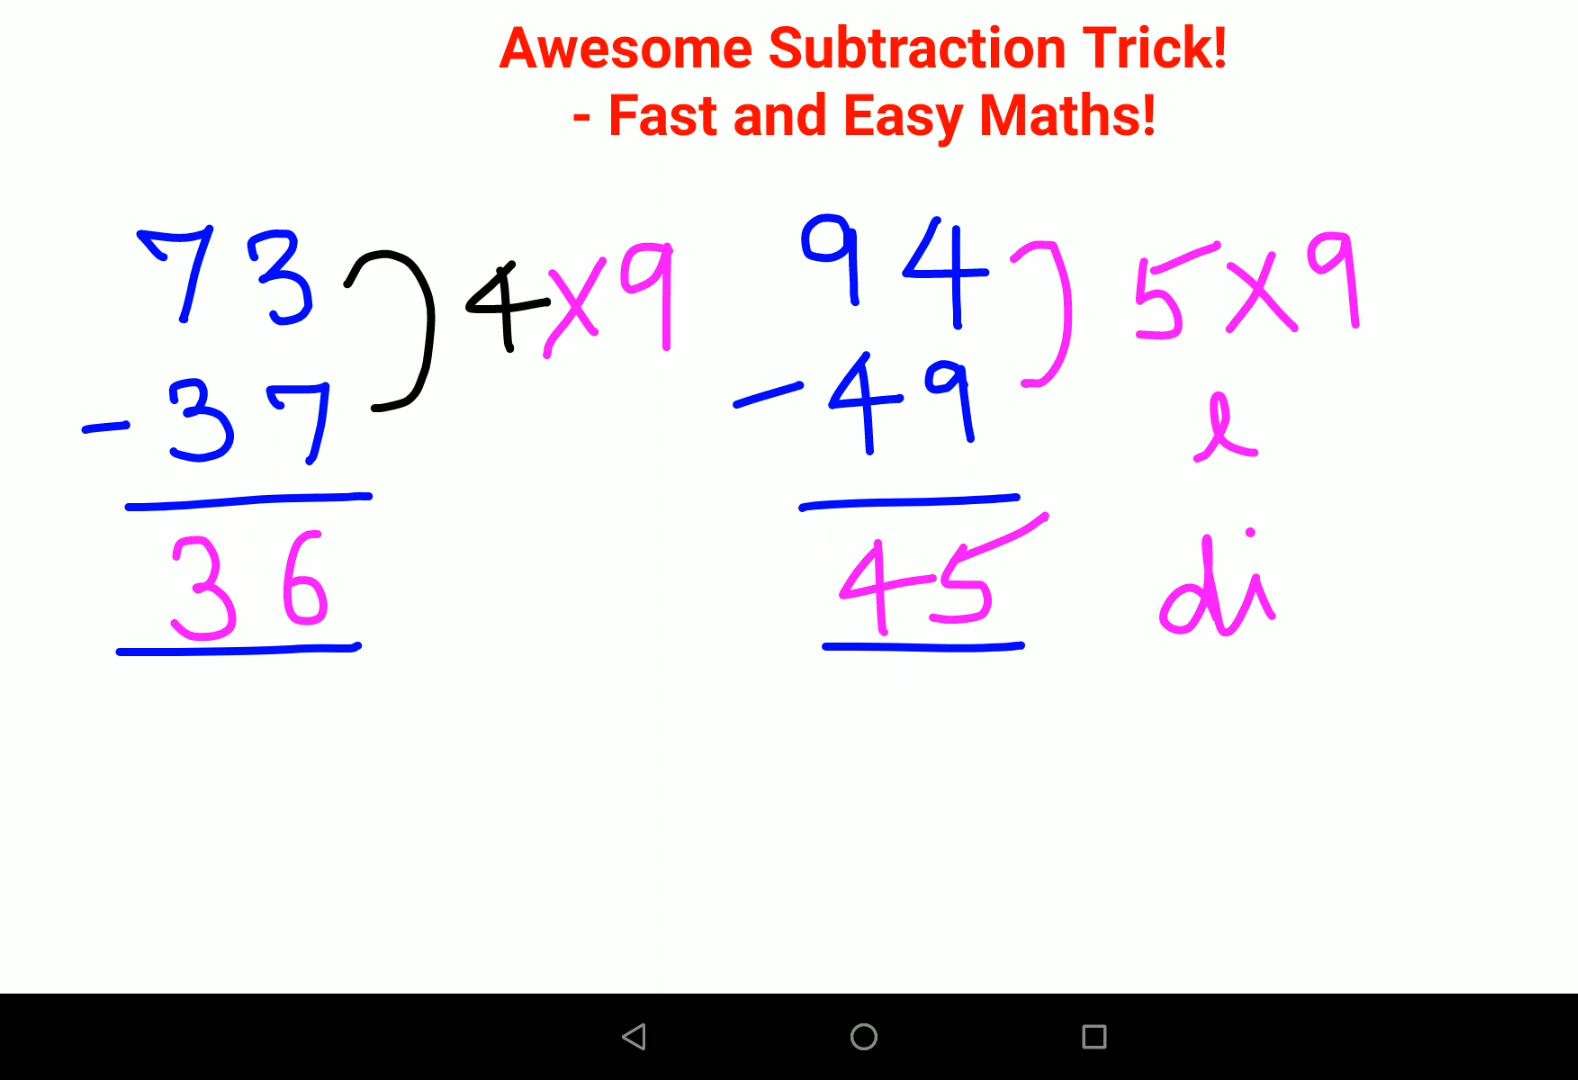 Awesome Subtraction Trick!
- Fast and Easy Maths!
73
- 37
4x9
36
94
- 49
5x9
45
l
di